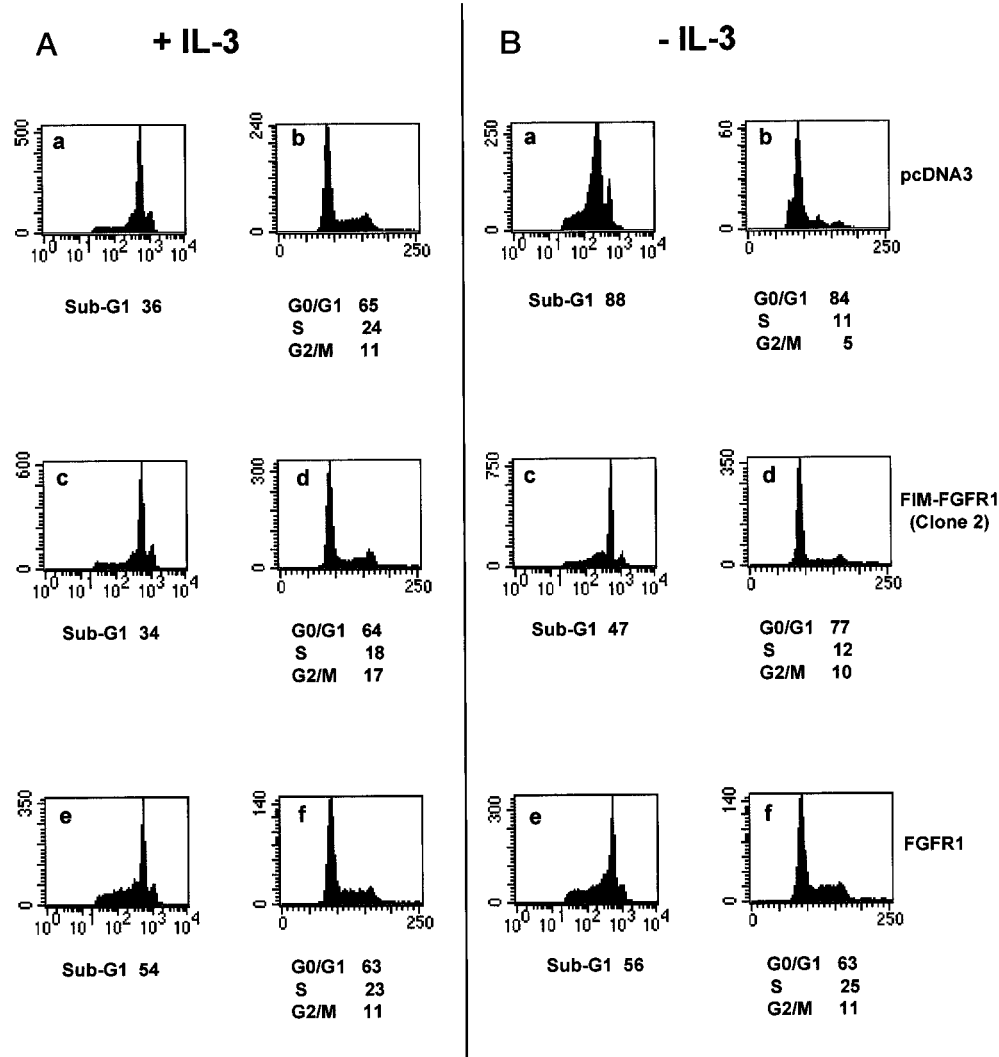 A + IL-3
B - IL-3
500
a
0
10^0 10^1 10^2 10^3 10^4
Sub-G1 36
240
b
0
0 250
G0/G1 65
S 24
G2/M 11
250
a
0
10^0 10^1 10^2 10^3 10^4
Sub-G1 88
60
b
0
0 250
G0/G1 84
S 11
G2/M 5
pcDNA3
600
c
0
10^0 10^1 10^2 10^3 10^4
Sub-G1 34
300
d
0
0 250
G0/G1 64
S 18
G2/M 17
750
c
0
10^0 10^1 10^2 10^3 10^4
Sub-G1 47
350
d
0
0 250
G0/G1 77
S 12
G2/M 10
FIM-FGFR1
(Clone 2)
350
e
0
10^0 10^1 10^2 10^3 10^4
Sub-G1 54
140
f
0
0 250
G0/G1 63
S 23
G2/M 11
300
e
0
10^0 10^1 10^2 10^3 10^4
Sub-G1 56
140
f
0
0 250
G0/G1 63
S 25
G2/M 11
FGFR1